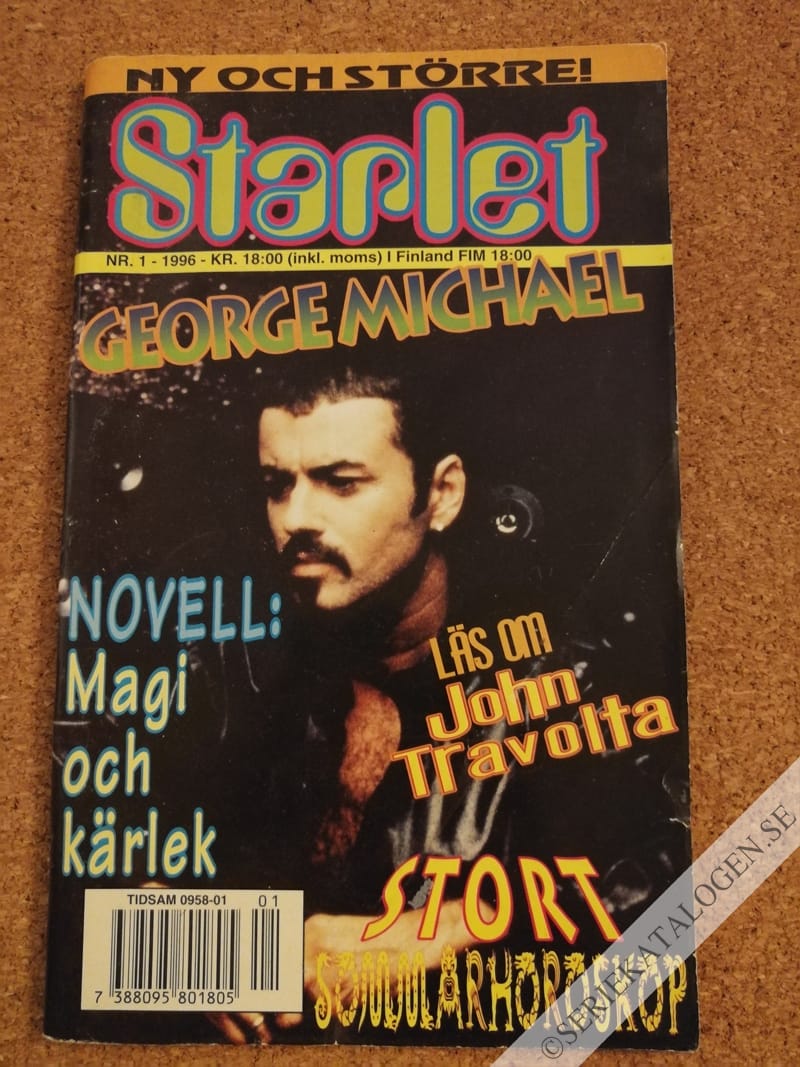 NY OCH STÖRRE!
Starlet
NR. 1 - 1996 - KR. 18:00 (inkl. moms) I Finland FIM 18:00
GEORGE MICHAEL
NOVELL:
Magi
och
kärlek
LÄS OM
John
Travolta
STORT
SOMMARHOROSKOP
TIDSAM 0958-01
01
7 388095 801805
©SERIEKATALOGEN.SE